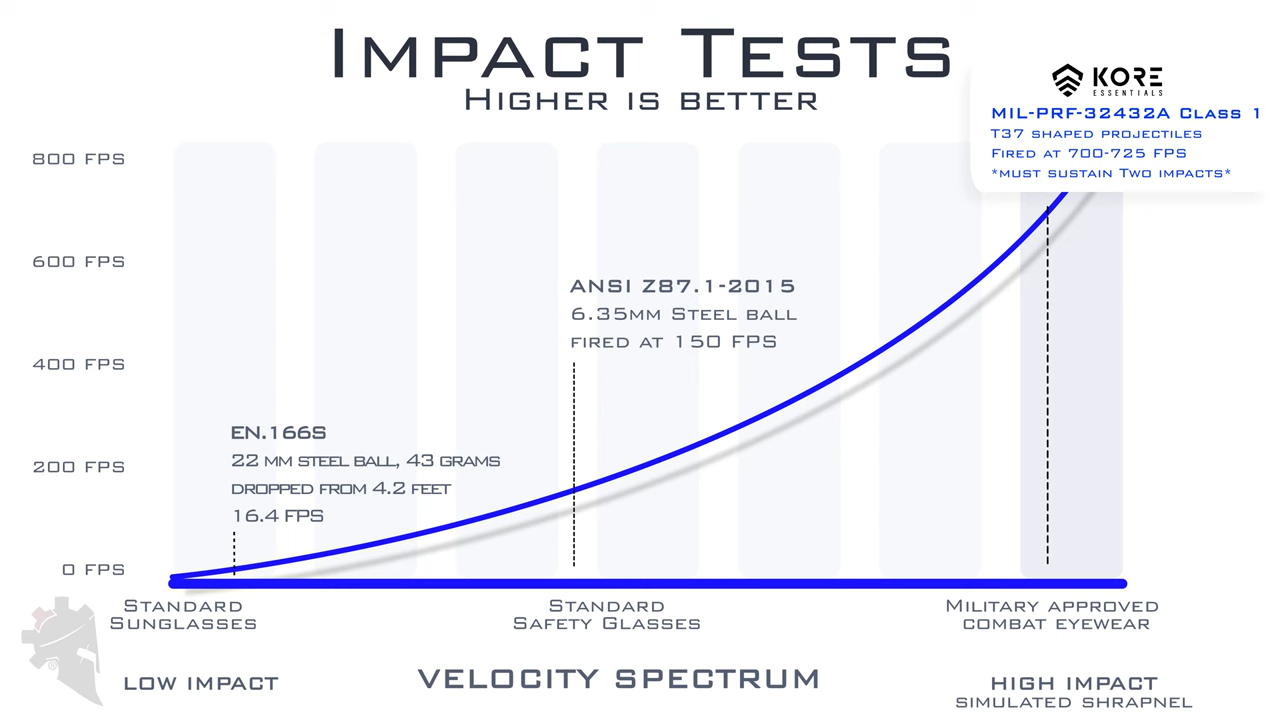 IMPACT TESTS
HIGHER IS BETTER
KORE
ESSENTIALS
MIL-PRF-32432A CLASS 1
T37 SHAPED PROJECTILES
FIRED AT 700-725 FPS
*MUST SUSTAIN TWO IMPACTS*
800 FPS
600 FPS
400 FPS
200 FPS
0 FPS
ANSI Z87.1-2015
6.35MM STEEL BALL
FIRED AT 150 FPS
EN.166S
22 MM STEEL BALL, 43 GRAMS
DROPPED FROM 4.2 FEET
16.4 FPS
STANDARD
SUNGLASSES
STANDARD
SAFETY GLASSES
MILITARY APPROVED
COMBAT EYEWEAR
LOW IMPACT
VELOCITY SPECTRUM
HIGH IMPACT
SIMULATED SHRAPNEL